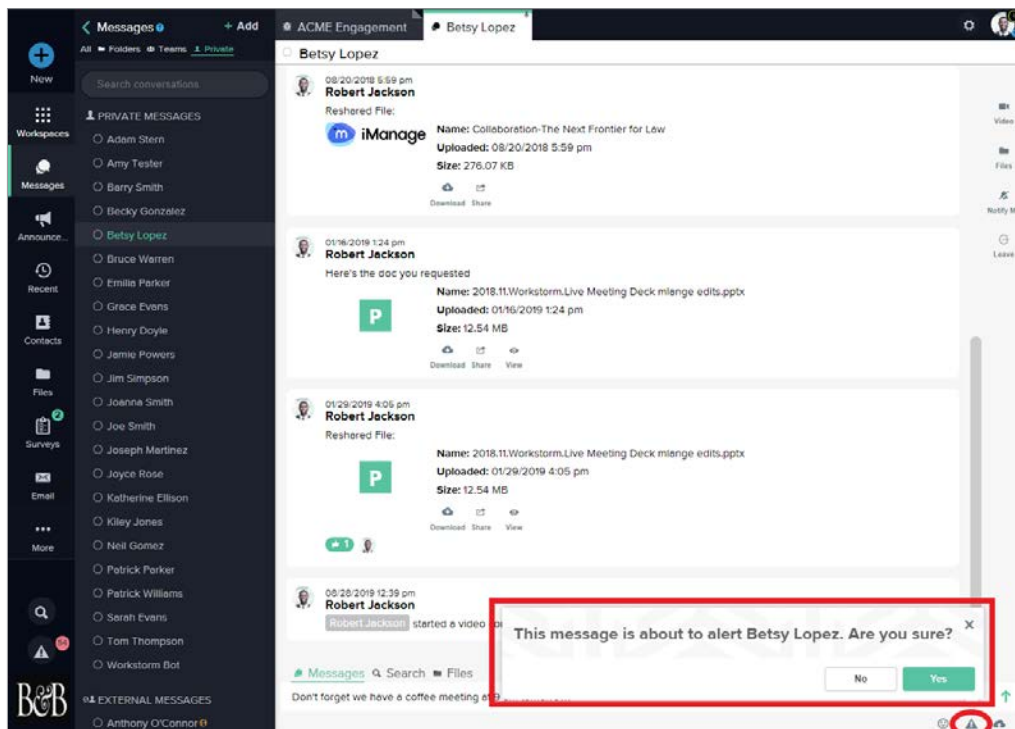 New
Workspaces
Messages
Announce...
Recent
Contacts
Files
Surveys
2
Email
More
54
B&B
Messages
+ Add
All Folders Teams Private
Search conversations
PRIVATE MESSAGES
Adam Stern
Amy Tester
Barry Smith
Becky Gonzalez
Betsy Lopez
Bruce Warren
Emilia Parker
Grace Evans
Henry Doyle
Jamie Powers
Jim Simpson
Joanna Smith
Joe Smith
Joseph Martinez
Joyce Rose
Katherine Ellison
Kiley Jones
Neil Gomez
Patrick Parker
Patrick Williams
Sarah Evans
Tom Thompson
Workstorm Bot
EXTERNAL MESSAGES
Anthony O'Connor
ACME Engagement
Betsy Lopez
Betsy Lopez
08/20/2018 5:59 pm
Robert Jackson
Reshared File:
iManage
Name: Collaboration-The Next Frontier for Law
Uploaded: 08/20/2018 5:59 pm
Size: 276.07 KB
Download Share
01/16/2019 1:24 pm
Robert Jackson
Here's the doc you requested
P
Name: 2018.11.Workstorm.Live Meeting Deck mlange edits.pptx
Uploaded: 01/16/2019 1:24 pm
Size: 12.54 MB
Download Share View
01/29/2019 4:05 pm
Robert Jackson
Reshared File:
P
Name: 2018.11.Workstorm.Live Meeting Deck mlange edits.pptx
Uploaded: 01/29/2019 4:05 pm
Size: 12.54 MB
Download Share View
1
08/28/2019 12:39 pm
Robert Jackson
Robert Jackson started a video
This message is about to alert Betsy Lopez. Are you sure?
No
Yes
Messages Search Files
Don't forget we have a coffee meeting at
Video
Files
Notify M
Leave